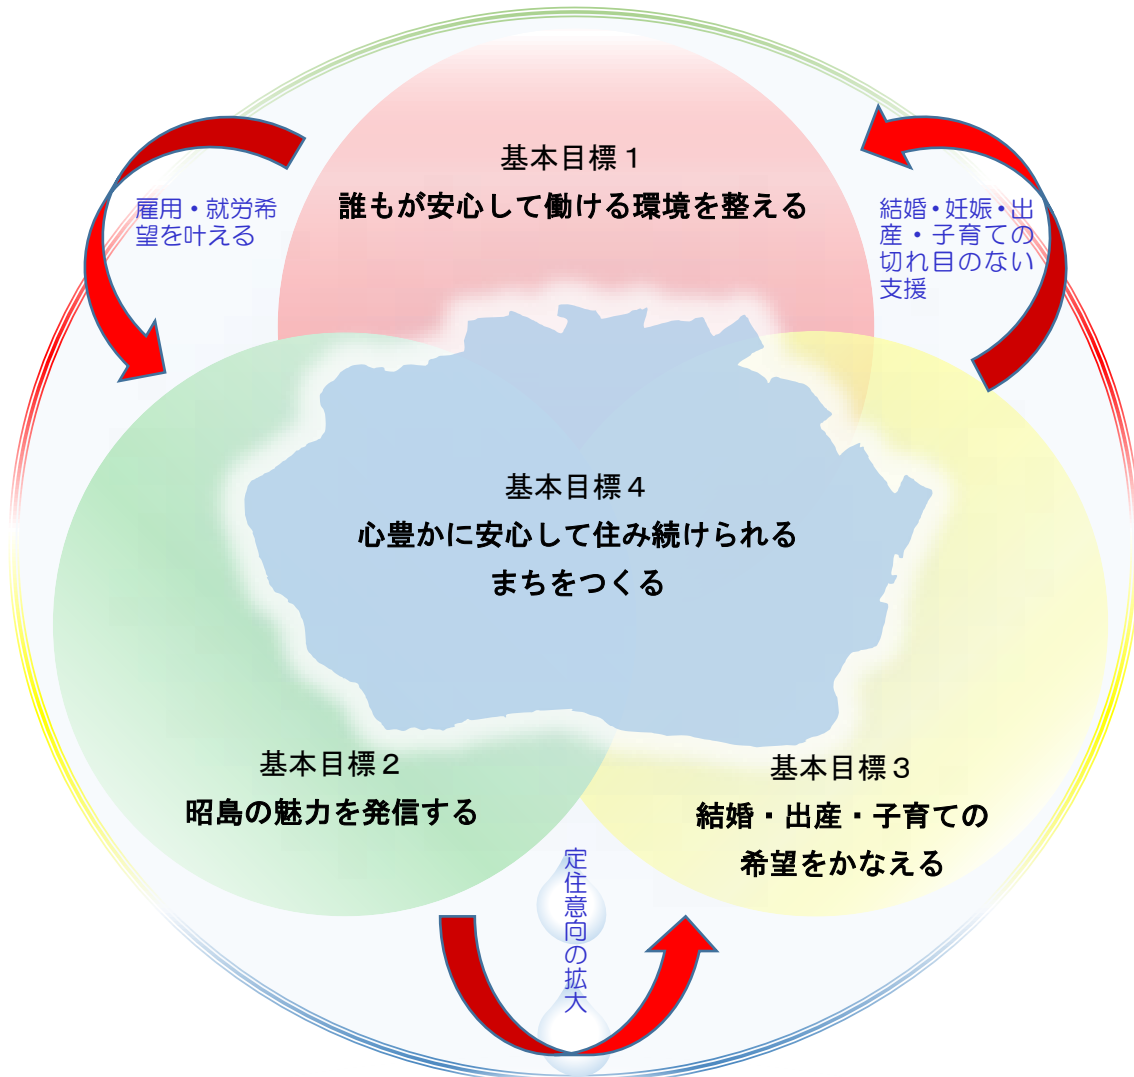 基本目標１
誰もが安心して働ける環境を整える
雇用・就労希
望を叶える
結婚・妊娠・出
産・子育ての
切れ目のない
支援
基本目標４
心豊かに安心して住み続けられる
まちをつくる
基本目標２
昭島の魅力を発信する
基本目標３
結婚・出産・子育ての
希望をかなえる
定住意向の拡大